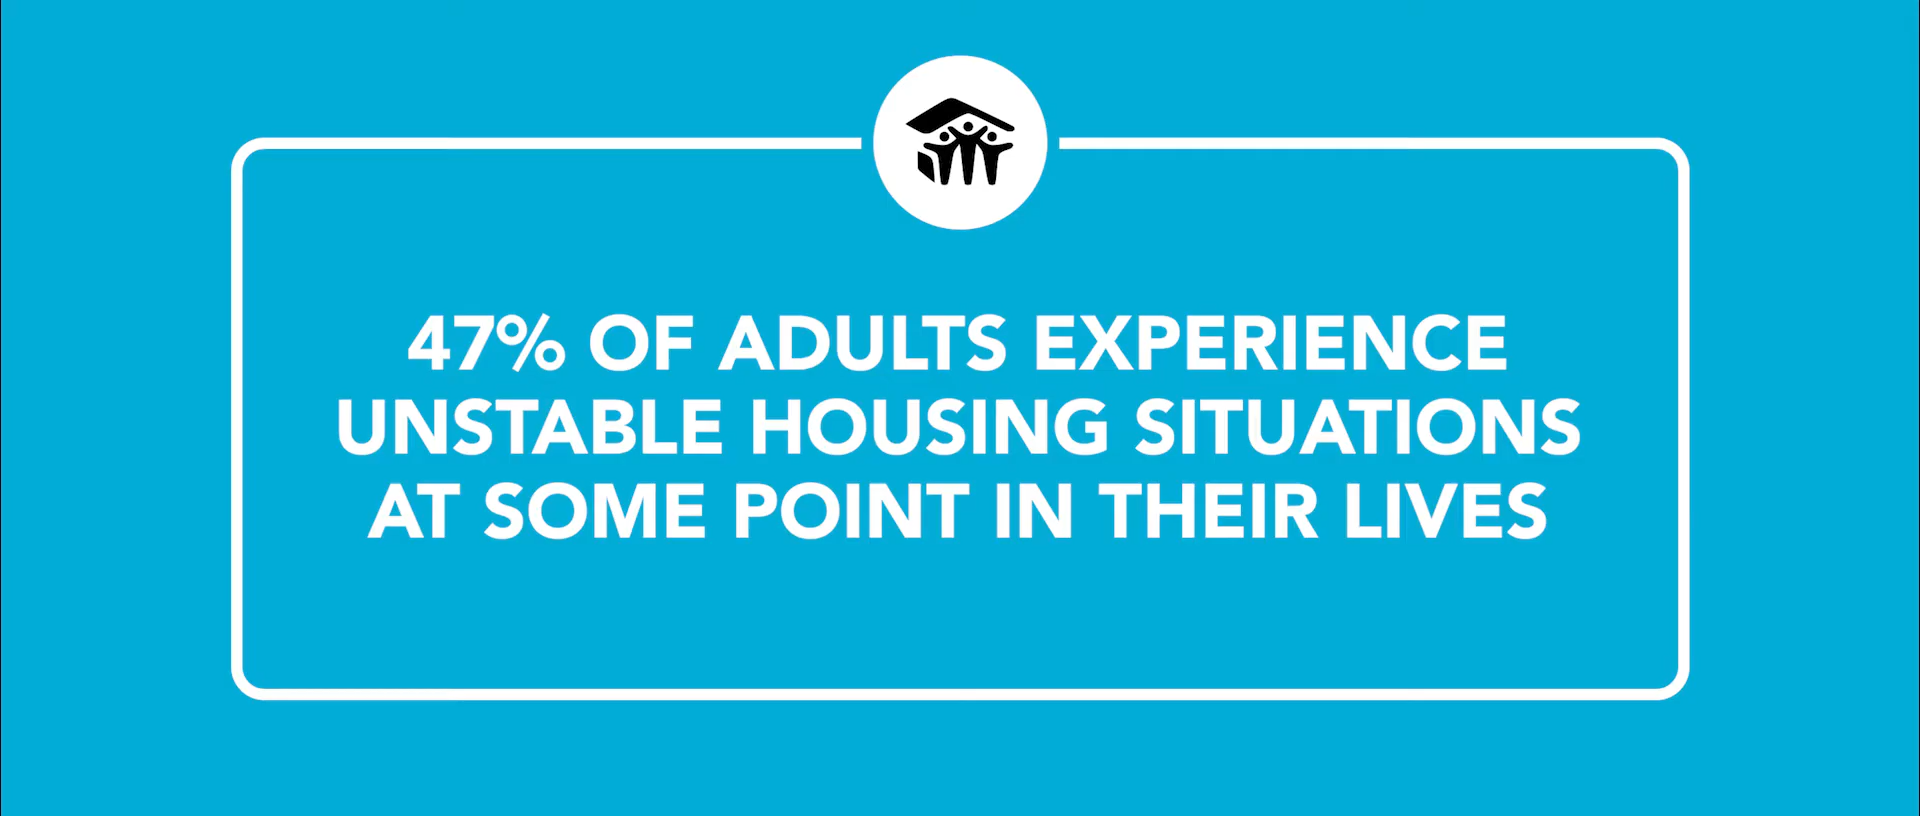 47% OF ADULTS EXPERIENCE
UNSTABLE HOUSING SITUATIONS
AT SOME POINT IN THEIR LIVES